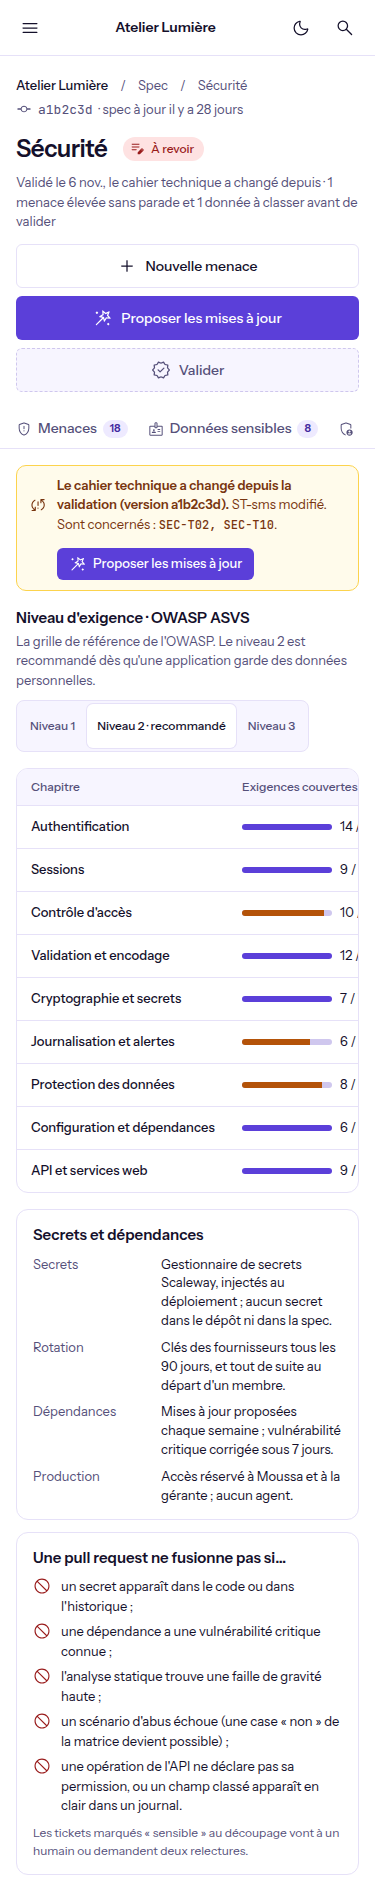 Atelier Lumière
Atelier Lumière / Spec / Sécurité
a1b2c3d · spec à jour il y a 28 jours
Sécurité À revoir
Validé le 6 nov., le cahier technique a changé depuis · 1
menace élevée sans parade et 1 donnée à classer avant de
valider
Nouvelle menace
Proposer les mises à jour
Valider
Menaces 18 Données sensibles 8
Le cahier technique a changé depuis la
validation (version a1b2c3d). ST-sms modifié.
Sont concernés : SEC-T02, SEC-T10.
Proposer les mises à jour
Niveau d'exigence · OWASP ASVS
La grille de référence de l'OWASP. Le niveau 2 est
recommandé dès qu'une application garde des données
personnelles.
Niveau 1 Niveau 2 · recommandé Niveau 3
Chapitre Exigences couvertes
Authentification 14 /
Sessions 9 /
Contrôle d'accès 10 /
Validation et encodage 12 /
Cryptographie et secrets 7 /
Journalisation et alertes 6 /
Protection des données 8 /
Configuration et dépendances 6 /
API et services web 9 /
Secrets et dépendances
Secrets Gestionnaire de secrets
Scaleway, injectés au
déploiement ; aucun secret
dans le dépôt ni dans la spec.
Rotation Clés des fournisseurs tous les
90 jours, et tout de suite au
départ d'un membre.
Dépendances Mises à jour proposées
chaque semaine ; vulnérabilité
critique corrigée sous 7 jours.
Production Accès réservé à Moussa et à la
gérante ; aucun agent.
Une pull request ne fusionne pas si...
un secret apparaît dans le code ou dans
l'historique ;
une dépendance a une vulnérabilité critique
connue ;
l'analyse statique trouve une faille de gravité
haute ;
un scénario d'abus échoue (une case « non » de
la matrice devient possible) ;
une opération de l'API ne déclare pas sa
permission, ou un champ classé apparaît en
clair dans un journal.
Les tickets marqués « sensible » au découpage vont à un
humain ou demandent deux relectures.